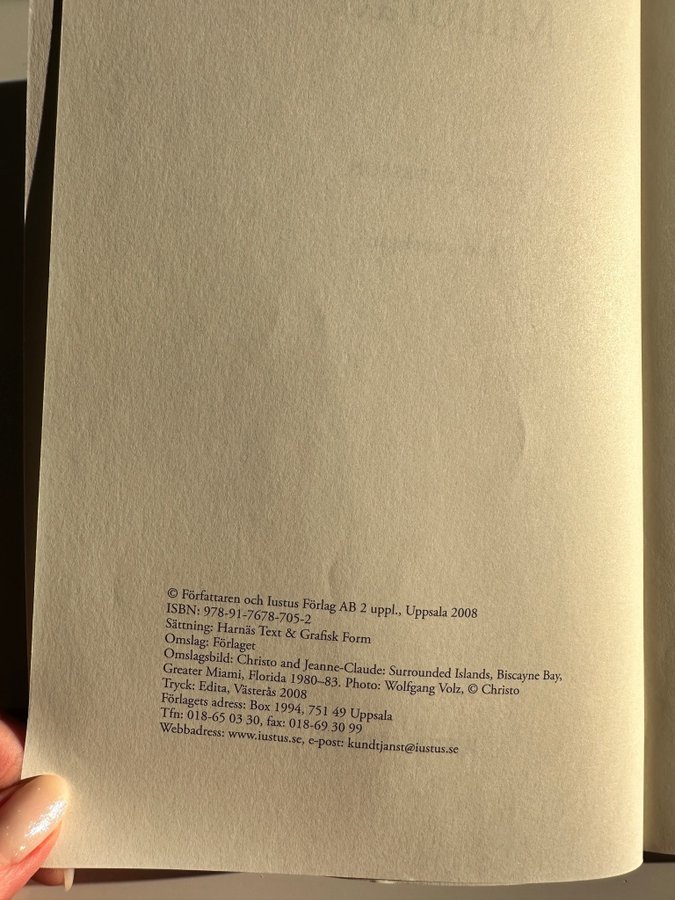 © Författaren och Iustus Förlag AB 2 uppl., Uppsala 2008
ISBN: 978-91-7678-705-2
Sättning: Harnäs Text & Grafisk Form
Omslag: Förlaget
Omslagsbild: Christo and Jeanne-Claude: Surrounded Islands, Biscayne Bay,
Greater Miami, Florida 1980–83. Photo: Wolfgang Volz, © Christo
Tryck: Edita, Västerås 2008
Förlagets adress: Box 1994, 751 49 Uppsala
Tfn: 018-65 03 30, fax: 018-69 30 99
Webbadress: www.iustus.se, e-post: kundtjanst@iustus.se